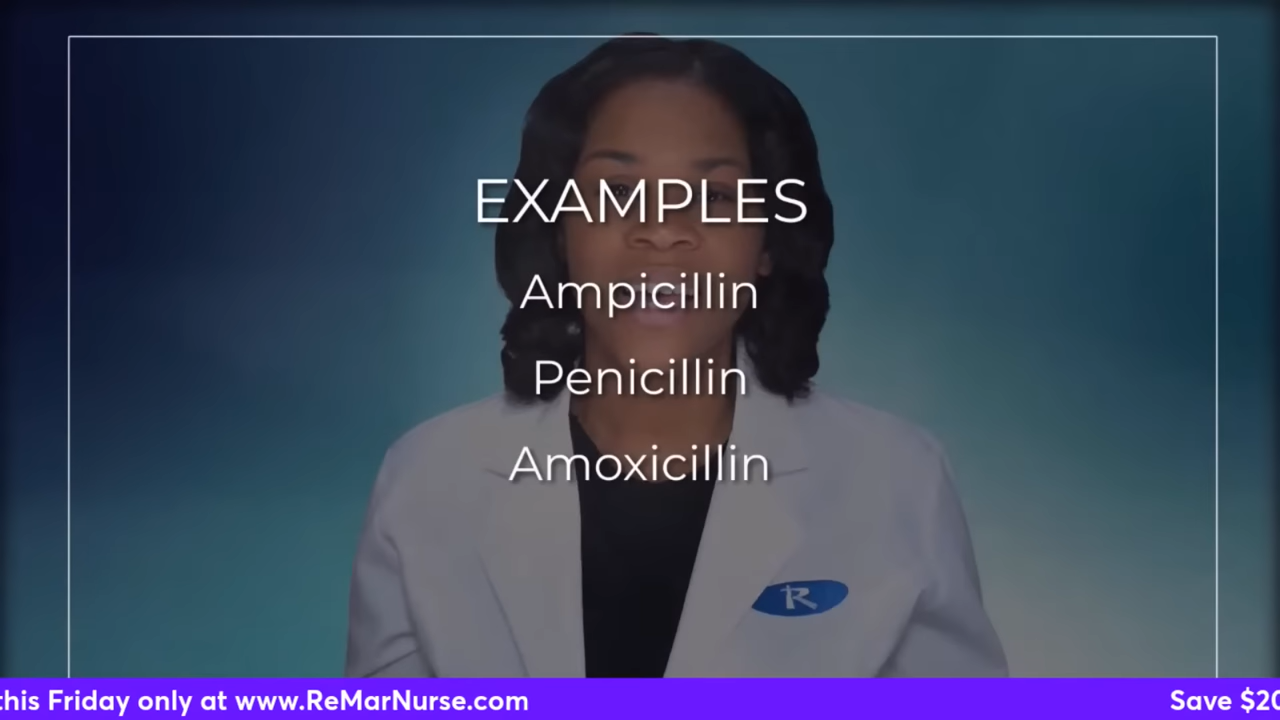 EXAMPLES
Ampicillin
Penicillin
Amoxicillin
R
this Friday only at www.ReMarNurse.com
Save $20